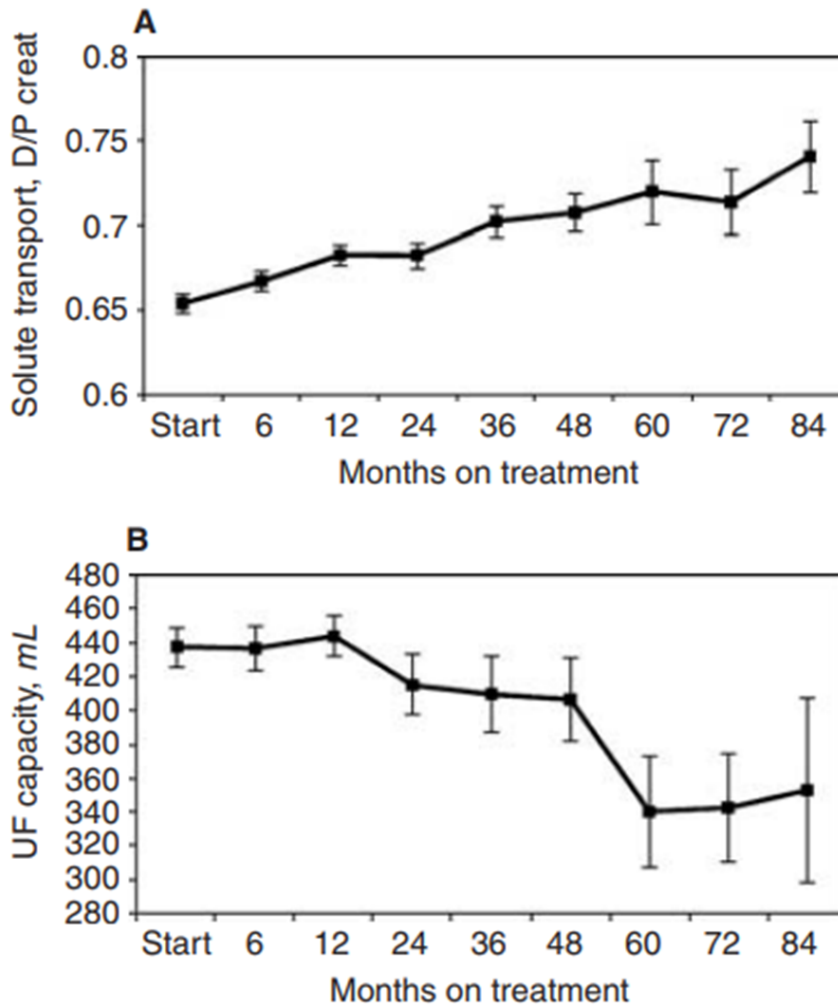 A
Solute transport, D/P creat
0.8
0.75
0.7
0.65
0.6
Start 6 12 24 36 48 60 72 84
Months on treatment
B
UF capacity, mL
480
460
440
420
400
380
360
340
320
300
280
Start 6 12 24 36 48 60 72 84
Months on treatment